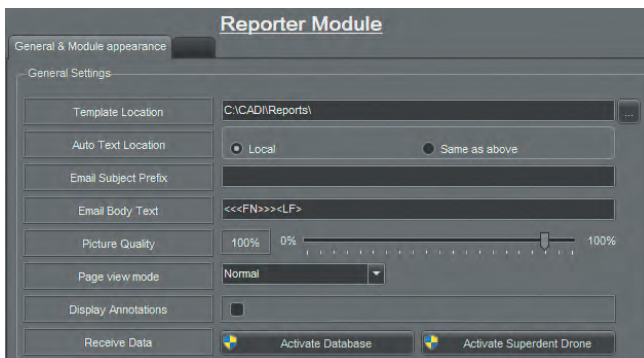 Reporter Module
General & Module appearance
General Settings
Template Location C:\CADI\Reports\ ...
Auto Text Location Local Same as above
Email Subject Prefix
Email Body Text <<<FN>>><LF>
Picture Quality 100% 0% 100%
Page view mode Normal
Display Annotations
Receive Data Activate Database Activate Superdent Drone